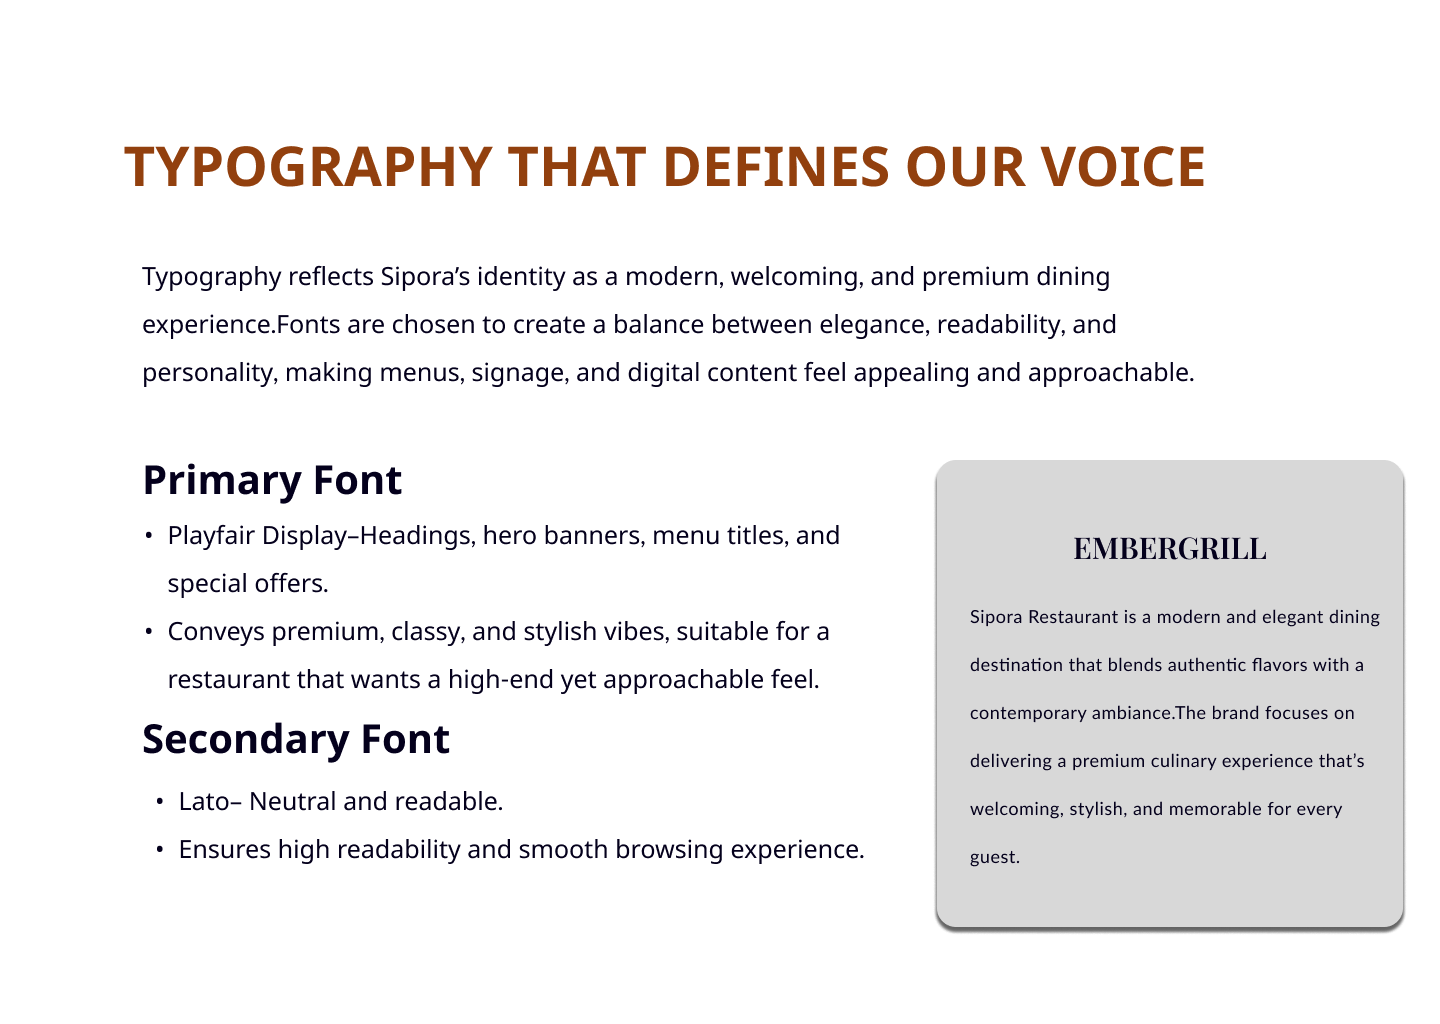 TYPOGRAPHY THAT DEFINES OUR VOICE
Typography reflects Sipora’s identity as a modern, welcoming, and premium dining
experience.Fonts are chosen to create a balance between elegance, readability, and
personality, making menus, signage, and digital content feel appealing and approachable.
Primary Font
• Playfair Display–Headings, hero banners, menu titles, and
special offers.
• Conveys premium, classy, and stylish vibes, suitable for a
restaurant that wants a high-end yet approachable feel.
Secondary Font
• Lato– Neutral and readable.
• Ensures high readability and smooth browsing experience.
EMBERGRILL
Sipora Restaurant is a modern and elegant dining
destination that blends authentic flavors with a
contemporary ambiance.The brand focuses on
delivering a premium culinary experience that’s
welcoming, stylish, and memorable for every
guest.